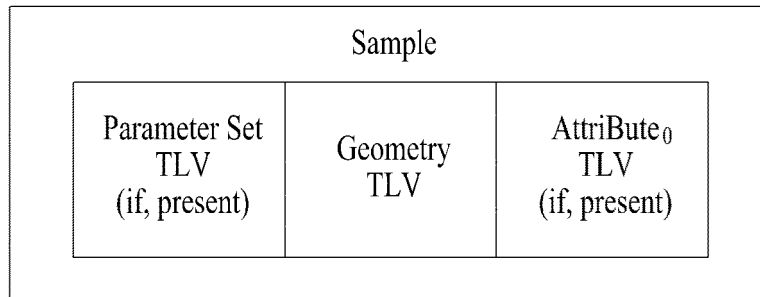 Sample
Parameter Set
TLV
(if, present)
Geometry
TLV
AttriBute₀
TLV
(if, present)